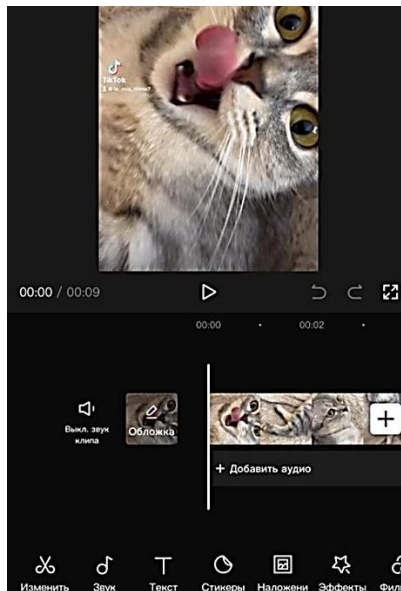 TikTok
00:00 / 00:09
00:00
00:02
Выкл. звук
клипа
Обложка
+ Добавить аудио
Изменить
Звук
Текст
Стикеры
Наложени
Эффекты
Фил